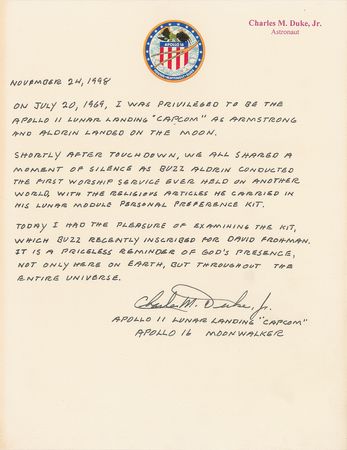 Charles M. Duke, Jr.
Astronaut
APOLLO 16
NOVEMBER 24, 1998
ON JULY 20, 1969, I WAS PRIVILEGED TO BE THE
APOLLO 11 LUNAR LANDING "CAPCOM" AS ARMSTRONG
AND ALDRIN LANDED ON THE MOON.
SHORTLY AFTER TOUCHDOWN, WE ALL SHARED A
MOMENT OF SILENCE AS BUZZ ALDRIN CONDUCTED
THE FIRST WORSHIP SERVICE EVER HELD ON ANOTHER
WORLD, WITH THE RELIGIOUS ARTICLES HE CARRIED IN
HIS LUNAR MODULE PERSONAL PREFERENCE KIT.
TODAY I HAD THE PLEASURE OF EXAMINING THE KIT,
WHICH BUZZ RECENTLY INSCRIBED FOR DAVID FROHMAN.
IT IS A PRICELESS REMINDER OF GOD'S PRESENCE,
NOT ONLY HERE ON EARTH, BUT THROUGHOUT THE
ENTIRE UNIVERSE.
Charles M. Duke, Jr.
APOLLO 11 LUNAR LANDING "CAPCOM"
APOLLO 16 MOONWALKER